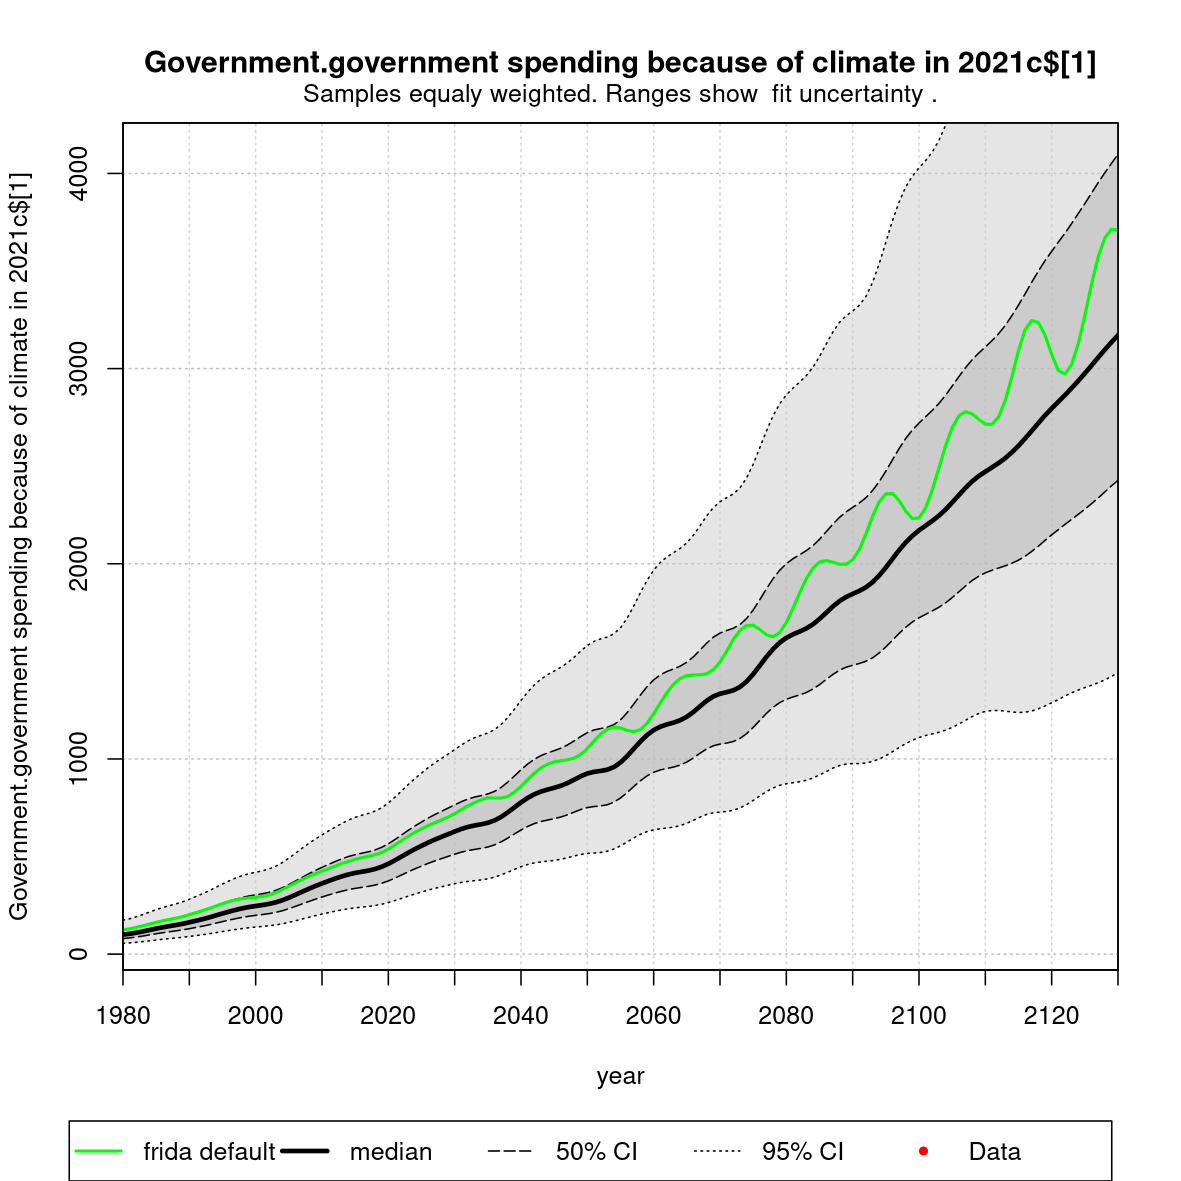 Government.government spending because of climate in 2021c$[1]
Samples equaly weighted. Ranges show  fit uncertainty .
Government.government spending because of climate in 2021c$[1]
4000
3000
2000
1000
0
1980 2000 2020 2040 2060 2080 2100 2120
year
frida default median 50% CI 95% CI Data